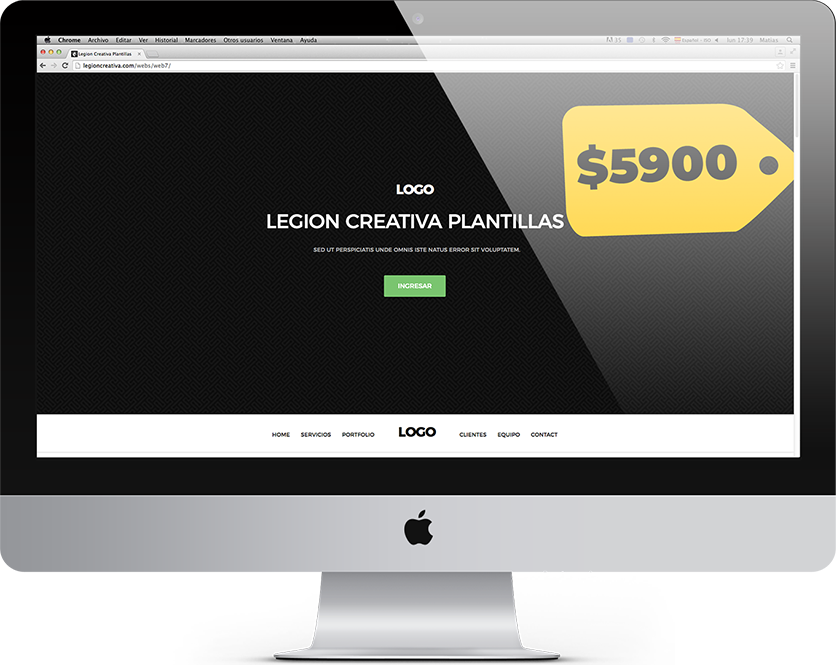 Chrome Archivo Editar Ver Historial Marcadores Otros usuarios Ventana Ayuda
lun 17:19 Matias
Legion Creativa Plantillas
legioncreativa.com/webs/web7/
$5900
LOGO
LEGION CREATIVA PLANTILLAS
SED UT PERSPICIATIS UNDE OMNIS ISTE NATUS ERROR SIT VOLUPTATEM.
INGRESAR
HOME SERVICIOS PORTFOLIO LOGO CLIENTES EQUIPO CONTACT